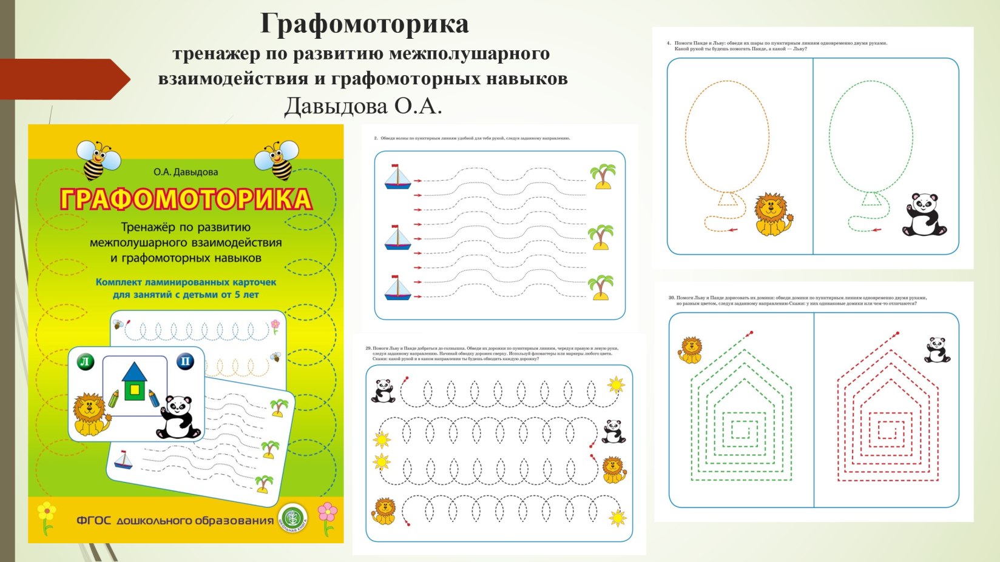 Графомоторика
тренажер по развитию межполушарного
взаимодействия и графомоторных навыков
Давыдова О.А.
О.А. Давыдова
ГРАФОМОТОРИКА
Тренажёр по развитию
межполушарного взаимодействия
и графомоторных навыков
Комплект ламинированных карточек
для занятий с детьми от 5 лет
Л
П
ФГОС дошкольного образования
ШКОЛЬНАЯ КНИГА
2. Обведи волны по пунктирным линиям удобной для тебя рукой, следуя заданному направлению.
29. Помоги Льву и Панде добраться до солнышка. Обведи их дорожки по пунктирным линиям, чередуя правую и левую руки,
следуя заданному направлению. Начинай обводку дорожек сверху. Используй фломастеры или маркеры любого цвета.
Скажи: какой рукой и в каком направлении ты будешь обводить каждую дорожку?
4. Помоги Панде и Льву: обведи их шары по пунктирным линиям одновременно двумя руками.
Какой рукой ты будешь помогать Панде, а какой — Льву?
30. Помоги Льву и Панде дорисовать их домики: обведи домики по пунктирным линиям одновременно двумя руками,
но разным цветом, следуя заданному направлению Скажи: у них одинаковые домики или чем-то отличаются?